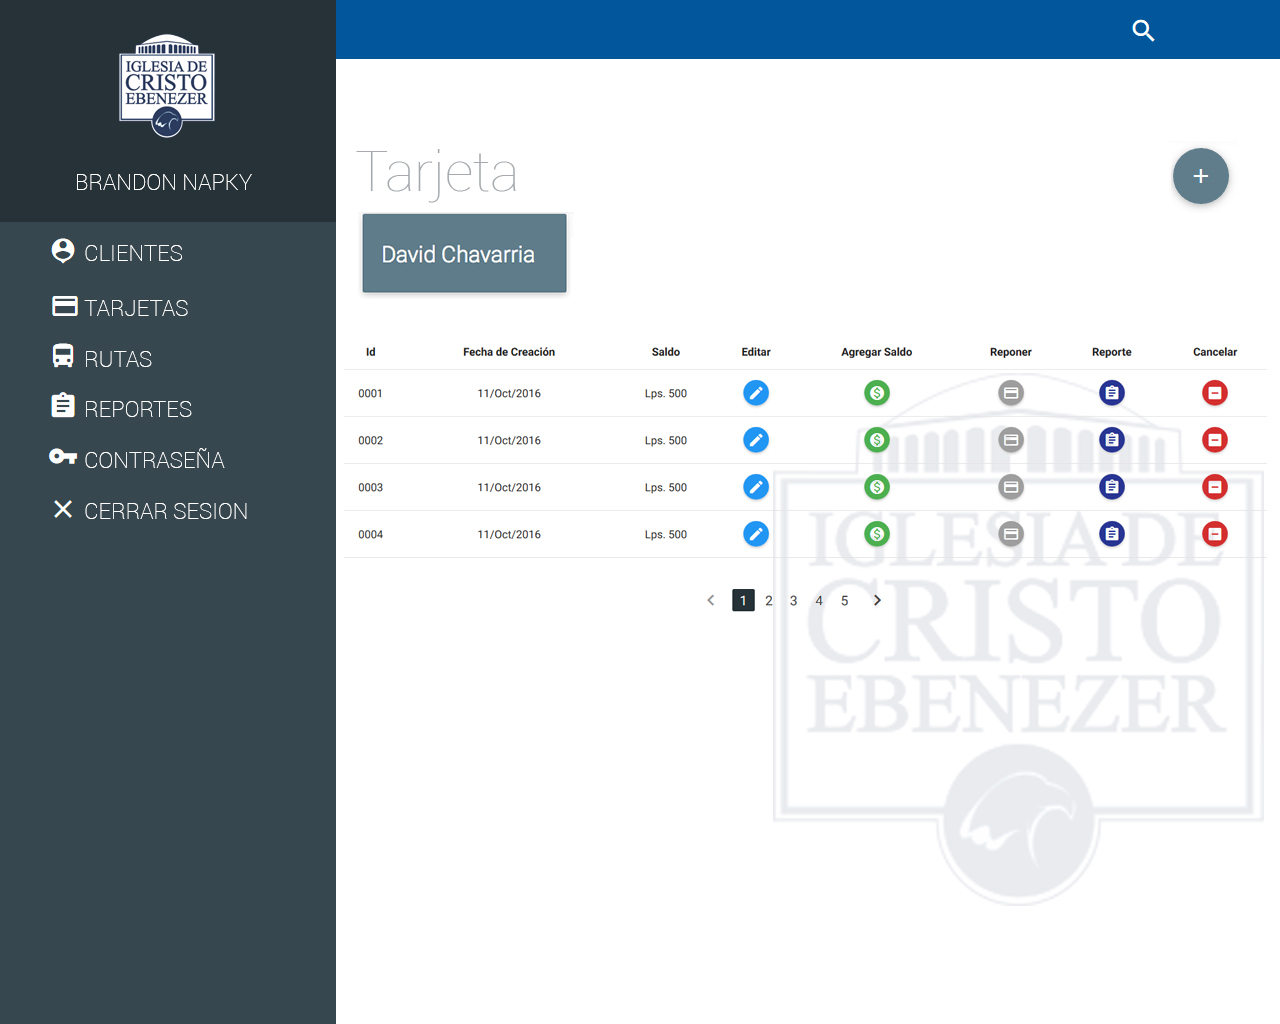 IGLESIA DE
CRISTO
EBENEZER
BRANDON NAPKY
CLIENTES
TARJETAS
RUTAS
REPORTES
CONTRASEÑA
CERRAR SESION
Tarjeta
+
David Chavarria
Id Fecha de Creación Saldo Editar Agregar Saldo Reponer Reporte Cancelar
0001 11/Oct/2016 Lps. 500
0002 11/Oct/2016 Lps. 500
0003 11/Oct/2016 Lps. 500
0004 11/Oct/2016 Lps. 500
1 2 3 4 5
IGLESIA DE
CRISTO
EBENEZER